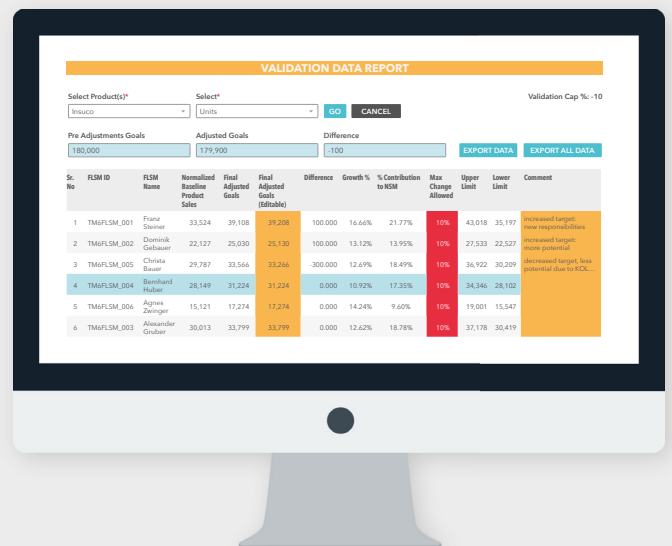 VALIDATION DATA REPORT
Select Product(s)* Select* Validation Cap %: -10
Insuco Units GO CANCEL
Pre Adjustments Goals Adjusted Goals Difference
180,000 179,900 -100 EXPORT DATA EXPORT ALL DATA
Sr. No FLSM ID FLSM Name Normalized Baseline Product Sales Final Adjusted Goals Final Adjusted Goals (Editable) Difference Growth % % Contribution to NSM Max Change Allowed Upper Limit Lower Limit Comment
1 TM6FLSM_001 Franz Steiner 33,524 39,108 39,208 100.000 16.66% 21.77% 10% 43,018 35,197 increased target: new responsibilities
2 TM6FLSM_002 Dominik Gebauer 22,127 25,030 25,130 100.000 13.12% 13.95% 10% 27,533 22,527 increased target: more potential
3 TM6FLSM_005 Christa Bauer 29,787 33,566 33,266 -300.000 12.69% 18.49% 10% 36,922 30,209 decreased target, less potential due to KOL...
4 TM6FLSM_004 Bernhard Huber 28,149 31,224 31,224 0.000 10.92% 17.35% 10% 34,346 28,102
5 TM6FLSM_006 Agnes Zwinger 15,121 17,274 17,274 0.000 14.24% 9.60% 10% 19,001 15,547
6 TM6FLSM_003 Alexander Gruber 30,013 33,799 33,799 0.000 12.62% 18.78% 10% 37,178 30,419